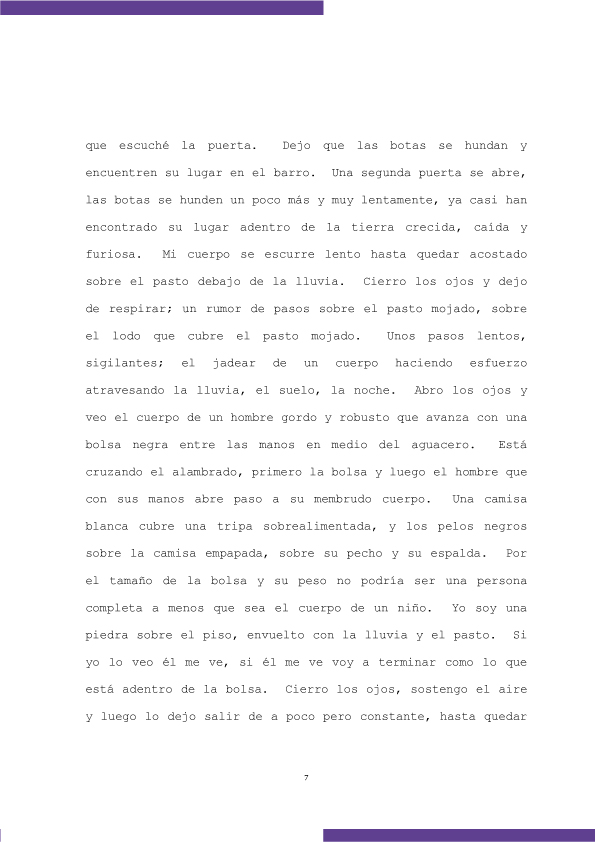 que escuché la puerta.  Dejo que las botas se hundan y
encuentren su lugar en el barro.  Una segunda puerta se abre,
las botas se hunden un poco más y muy lentamente, ya casi han
encontrado su lugar adentro de la tierra crecida, caída y
furiosa.  Mi cuerpo se escurre lento hasta quedar acostado
sobre el pasto debajo de la lluvia.  Cierro los ojos y dejo
de respirar; un rumor de pasos sobre el pasto mojado, sobre
el lodo que cubre el pasto mojado.  Unos pasos lentos,
sigilantes; el jadear de un cuerpo haciendo esfuerzo
atravesando la lluvia, el suelo, la noche.  Abro los ojos y
veo el cuerpo de un hombre gordo y robusto que avanza con una
bolsa negra entre las manos en medio del aguacero.  Está
cruzando el alambrado, primero la bolsa y luego el hombre que
con sus manos abre paso a su membrudo cuerpo.  Una camisa
blanca cubre una tripa sobrealimentada, y los pelos negros
sobre la camisa empapada, sobre su pecho y su espalda.  Por
el tamaño de la bolsa y su peso no podría ser una persona
completa a menos que sea el cuerpo de un niño.  Yo soy una
piedra sobre el piso, envuelto con la lluvia y el pasto.  Si
yo lo veo él me ve, si él me ve voy a terminar como lo que
está adentro de la bolsa.  Cierro los ojos, sostengo el aire
y luego lo dejo salir de a poco pero constante, hasta quedar
7